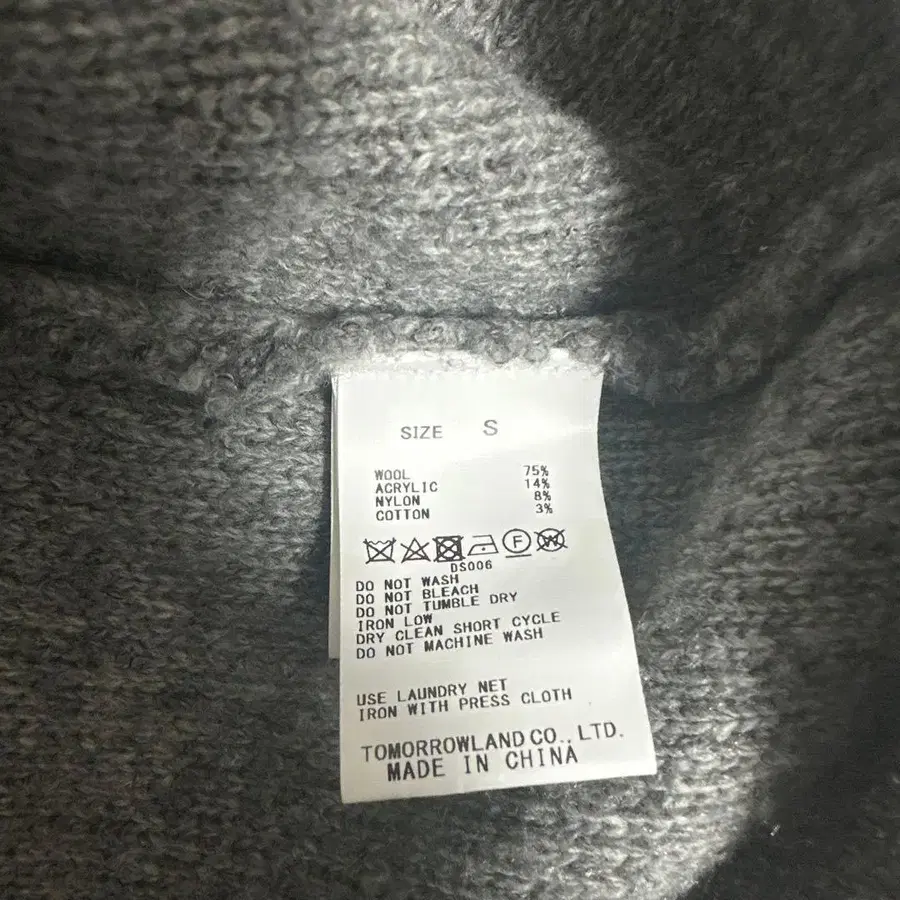 SIZE S
WOOL 75%
ACRYLIC 14%
NYLON 8%
COTTON 3%
F W
DS006
DO NOT WASH
DO NOT BLEACH
DO NOT TUMBLE DRY
IRON LOW
DRY CLEAN SHORT CYCLE
DO NOT MACHINE WASH
USE LAUNDRY NET
IRON WITH PRESS CLOTH
TOMORROWLAND CO., LTD.
MADE IN CHINA